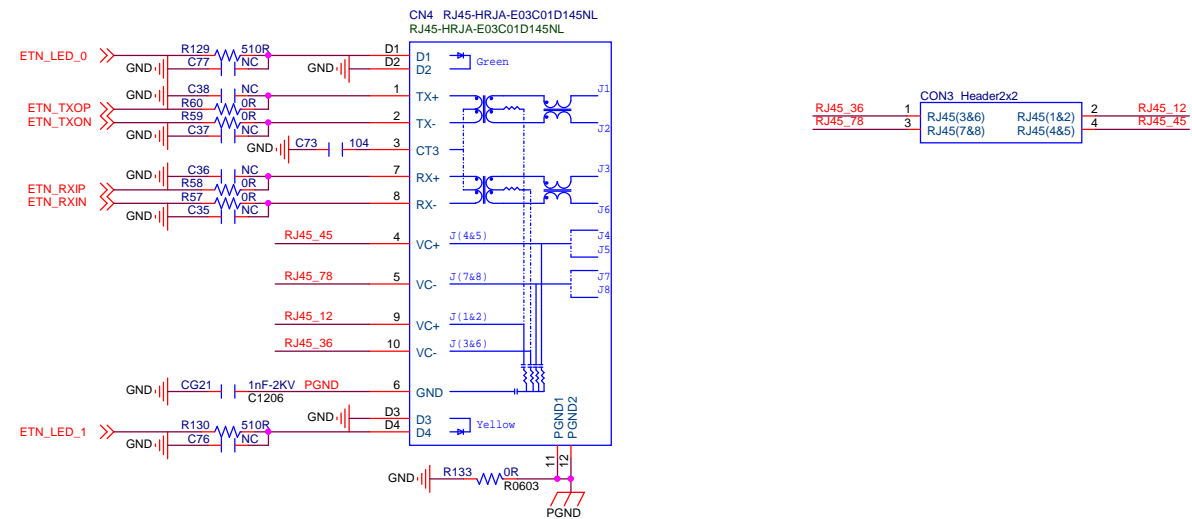 CN4 RJ45-HRJA-E03C01D145NL
RJ45-HRJA-E03C01D145NL
ETN_LED_0
R129 510R
D1
D1
GND
C77 NC
GND
D2
D2
Green
GND
C38 NC
1
TX+
J1
ETN_TXOP
R60 0R
ETN_TXON
R59 0R
2
TX-
J2
GND
C37 NC
GND
C73 104
3
CT3
GND
C36 NC
7
RX+
J3
ETN_RXIP
R58 0R
ETN_RXIN
R57 0R
8
RX-
J6
GND
C35 NC
RJ45_45
4
VC+
J(4&5)
J4
J5
RJ45_78
5
VC-
J(7&8)
J7
J8
RJ45_12
9
VC+
J(1&2)
RJ45_36
10
VC-
J(3&6)
GND
CG21 1nF-2KV PGND
C1206
6
GND
GND
D3
D3
ETN_LED_1
R130 510R
D4
D4
Yellow
GND
C76 NC
PGND1
PGND2
11
12
GND
R133 0R
R0603
PGND
CON3 Header2x2
RJ45_36
1
RJ45(3&6)
RJ45(1&2)
2
RJ45_12
RJ45_78
3
RJ45(7&8)
RJ45(4&5)
4
RJ45_45